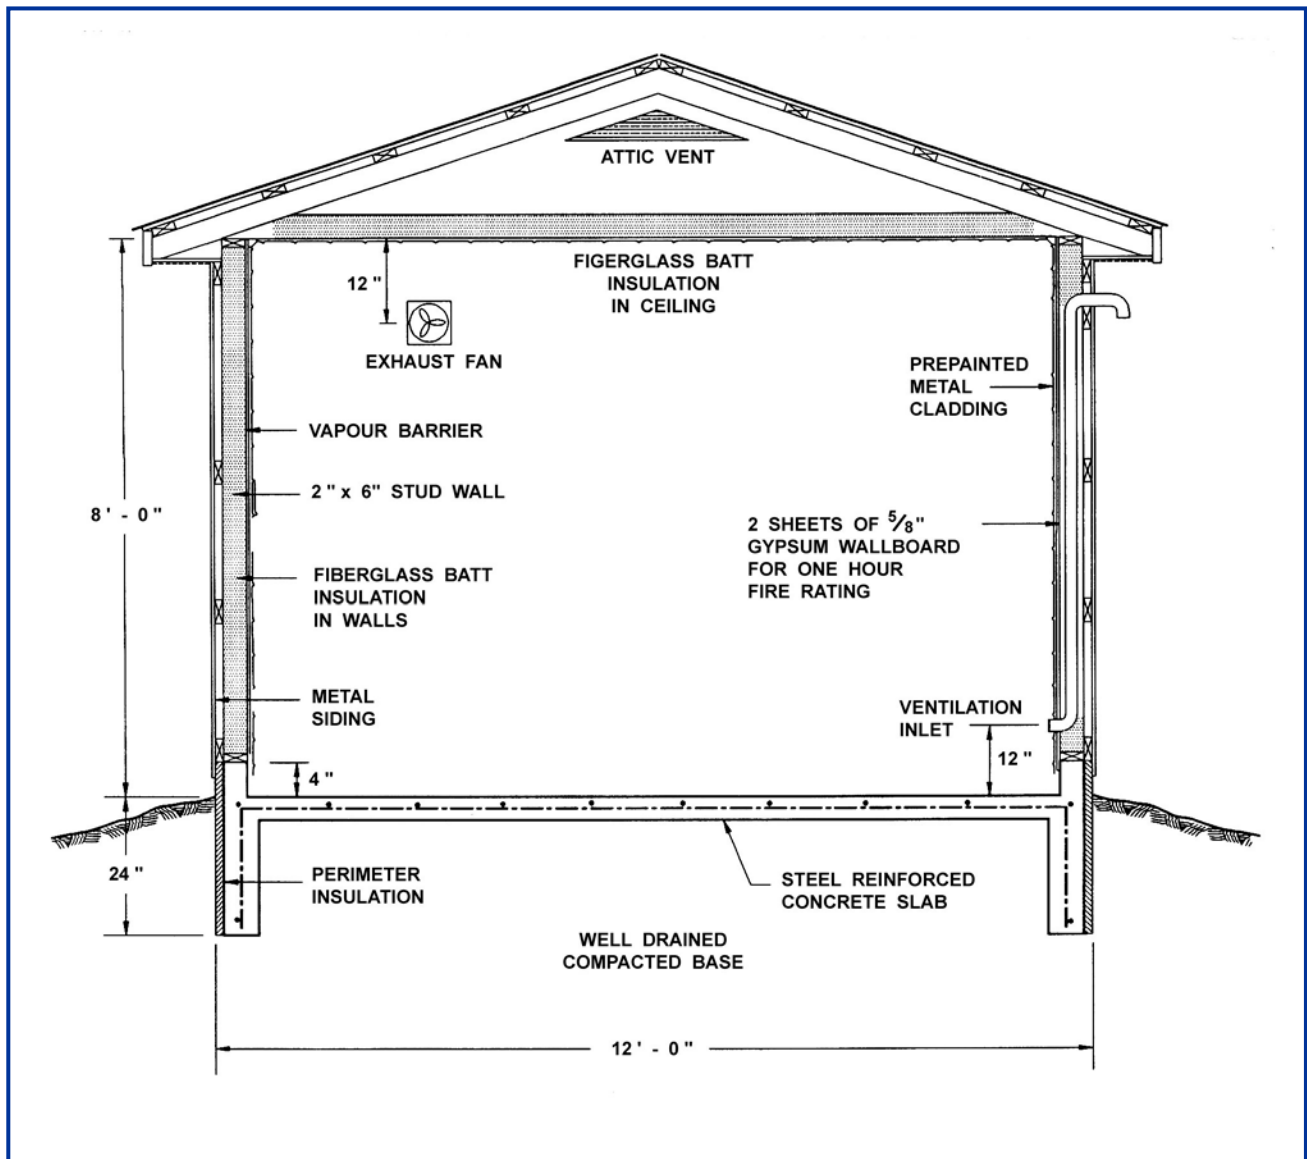 ATTIC VENT
12"
FIGERGLASS BATT
INSULATION
IN CEILING
EXHAUST FAN
PREPAINTED
METAL
CLADDING
VAPOUR BARRIER
2" x 6" STUD WALL
8' - 0"
2 SHEETS OF 5/8"
GYPSUM WALLBOARD
FOR ONE HOUR
FIRE RATING
FIBERGLASS BATT
INSULATION
IN WALLS
METAL
SIDING
VENTILATION
INLET
12"
4"
24"
PERIMETER
INSULATION
STEEL REINFORCED
CONCRETE SLAB
WELL DRAINED
COMPACTED BASE
12' - 0"